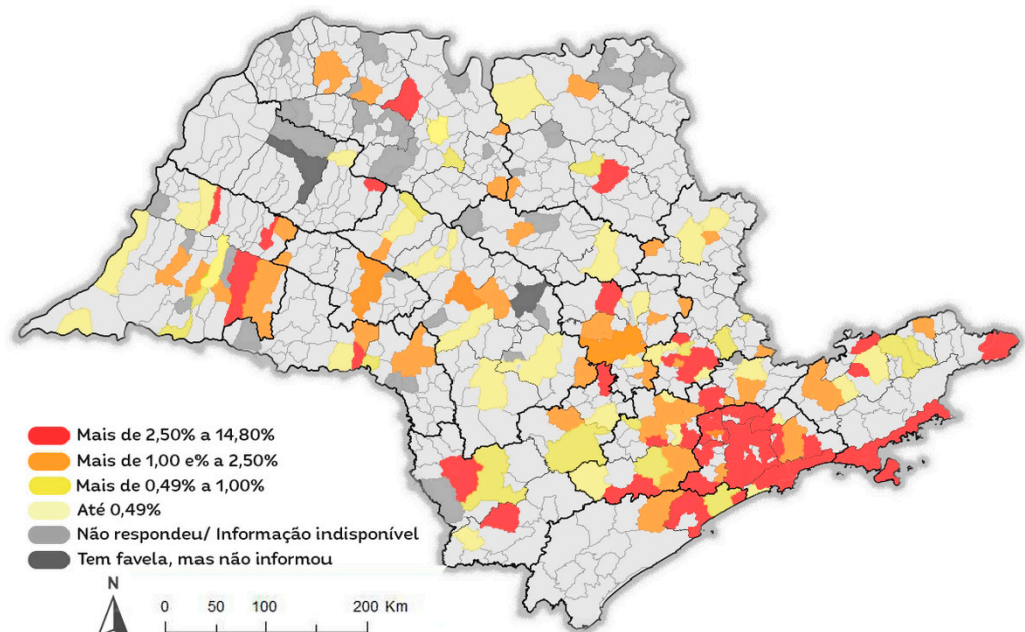 Mais de 2,50% a 14,80%
Mais de 1,00 e% a 2,50%
Mais de 0,49% a 1,00%
Até 0,49%
Não respondeu/ Informação indisponível
Tem favela, mas não informou
N
0 50 100 200 Km